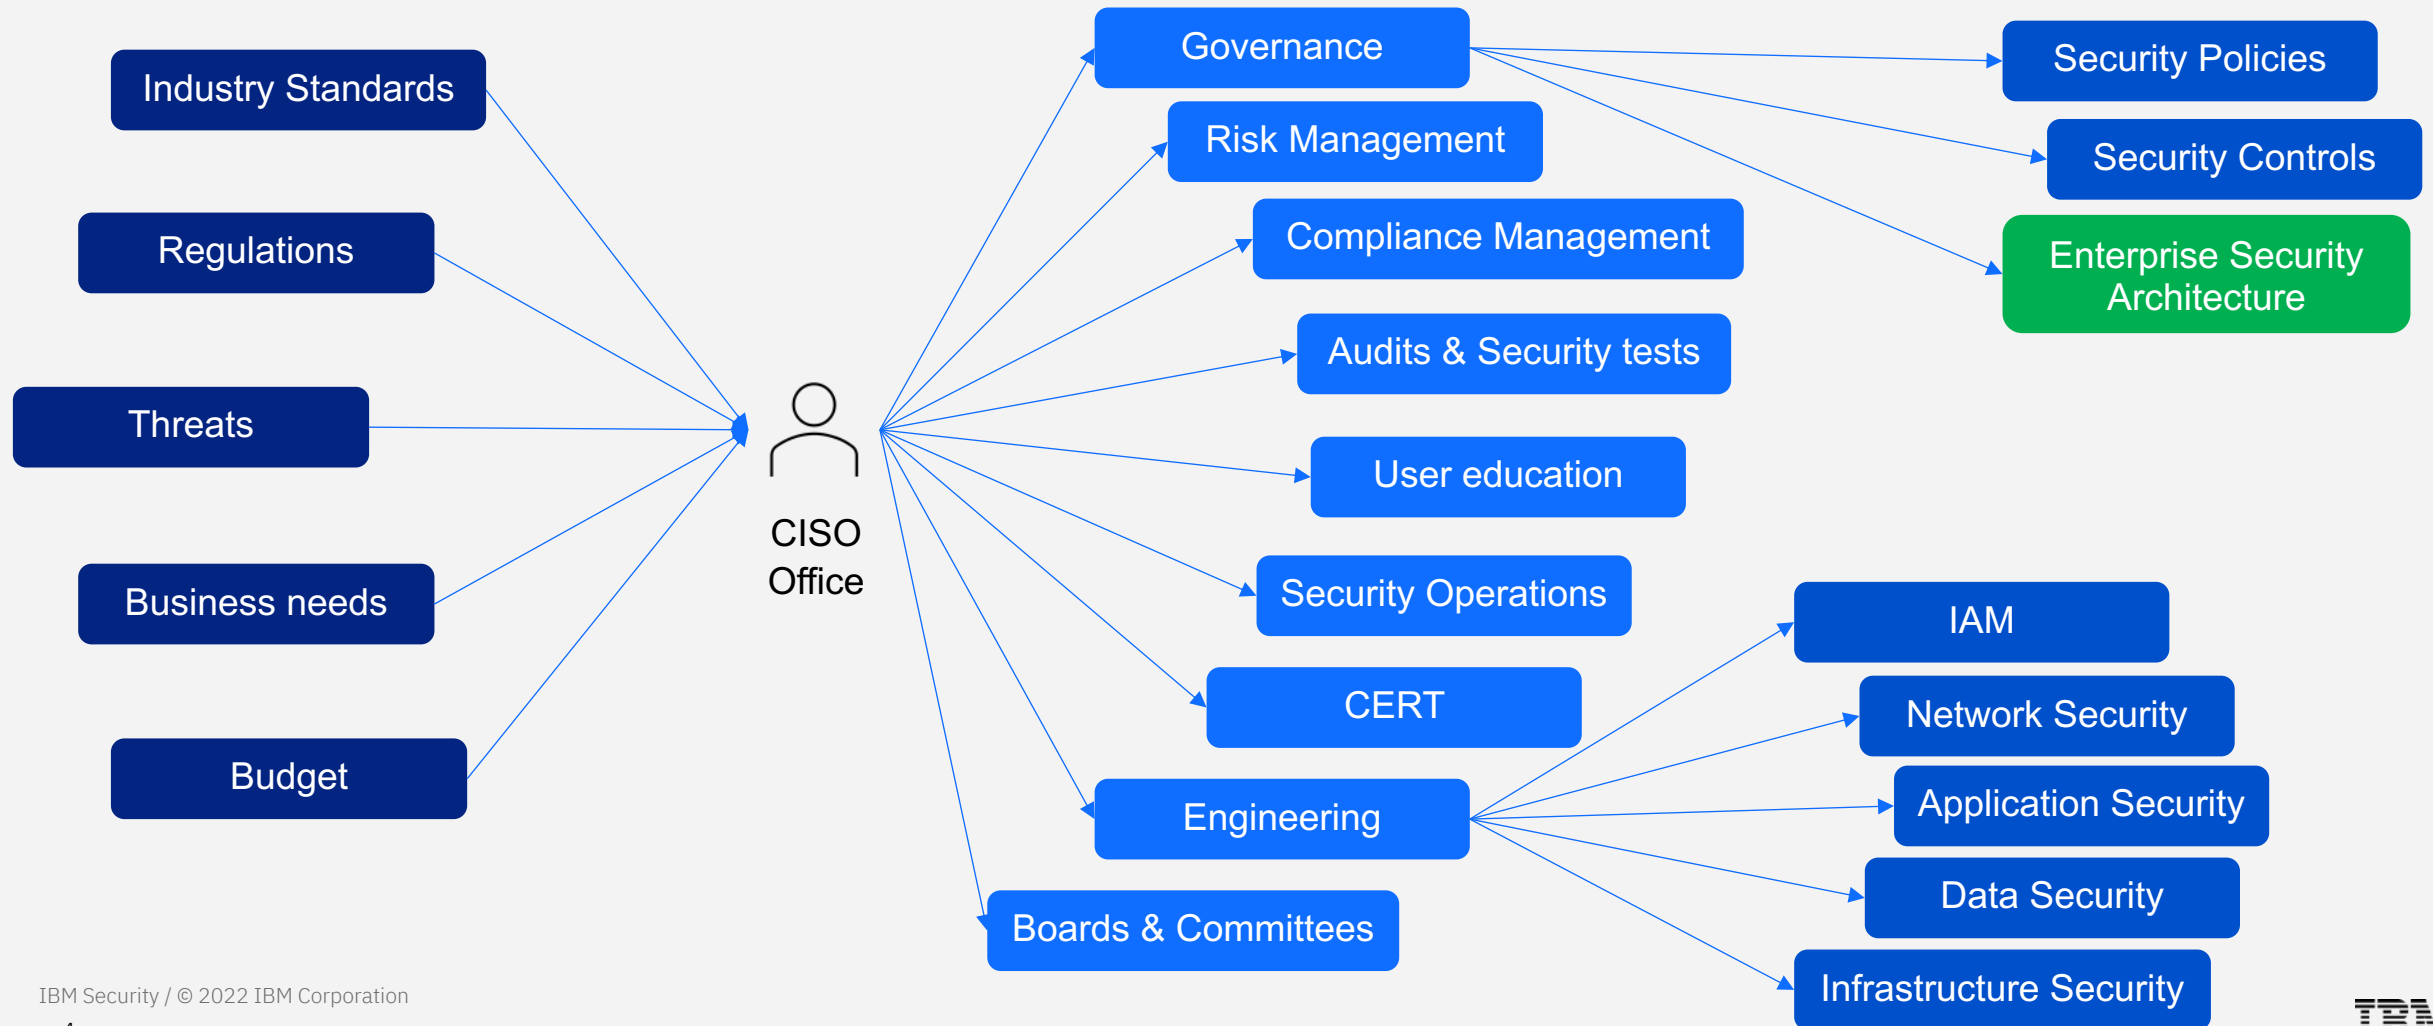 Industry Standards
Regulations
Threats
Business needs
Budget
CISO
Office
Governance
Risk Management
Compliance Management
Audits & Security tests
User education
Security Operations
CERT
Engineering
Boards & Committees
Security Policies
Security Controls
Enterprise Security
Architecture
IAM
Network Security
Application Security
Data Security
Infrastructure Security
IBM Security / © 2022 IBM Corporation